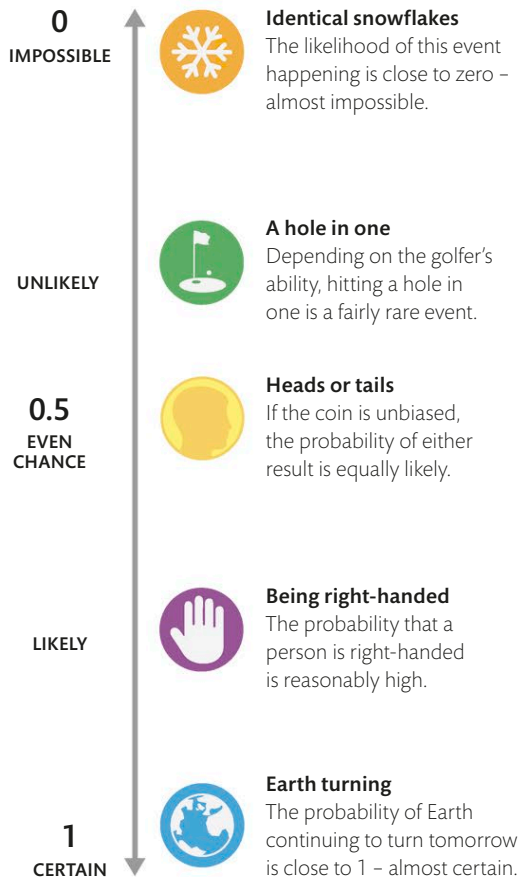 0
IMPOSSIBLE
Identical snowflakes
The likelihood of this event
happening is close to zero –
almost impossible.
UNLIKELY
A hole in one
Depending on the golfer's
ability, hitting a hole in
one is a fairly rare event.
0.5
EVEN
CHANCE
Heads or tails
If the coin is unbiased,
the probability of either
result is equally likely.
LIKELY
Being right-handed
The probability that a
person is right-handed
is reasonably high.
1
CERTAIN
Earth turning
The probability of Earth
continuing to turn tomorrow
is close to 1 – almost certain.